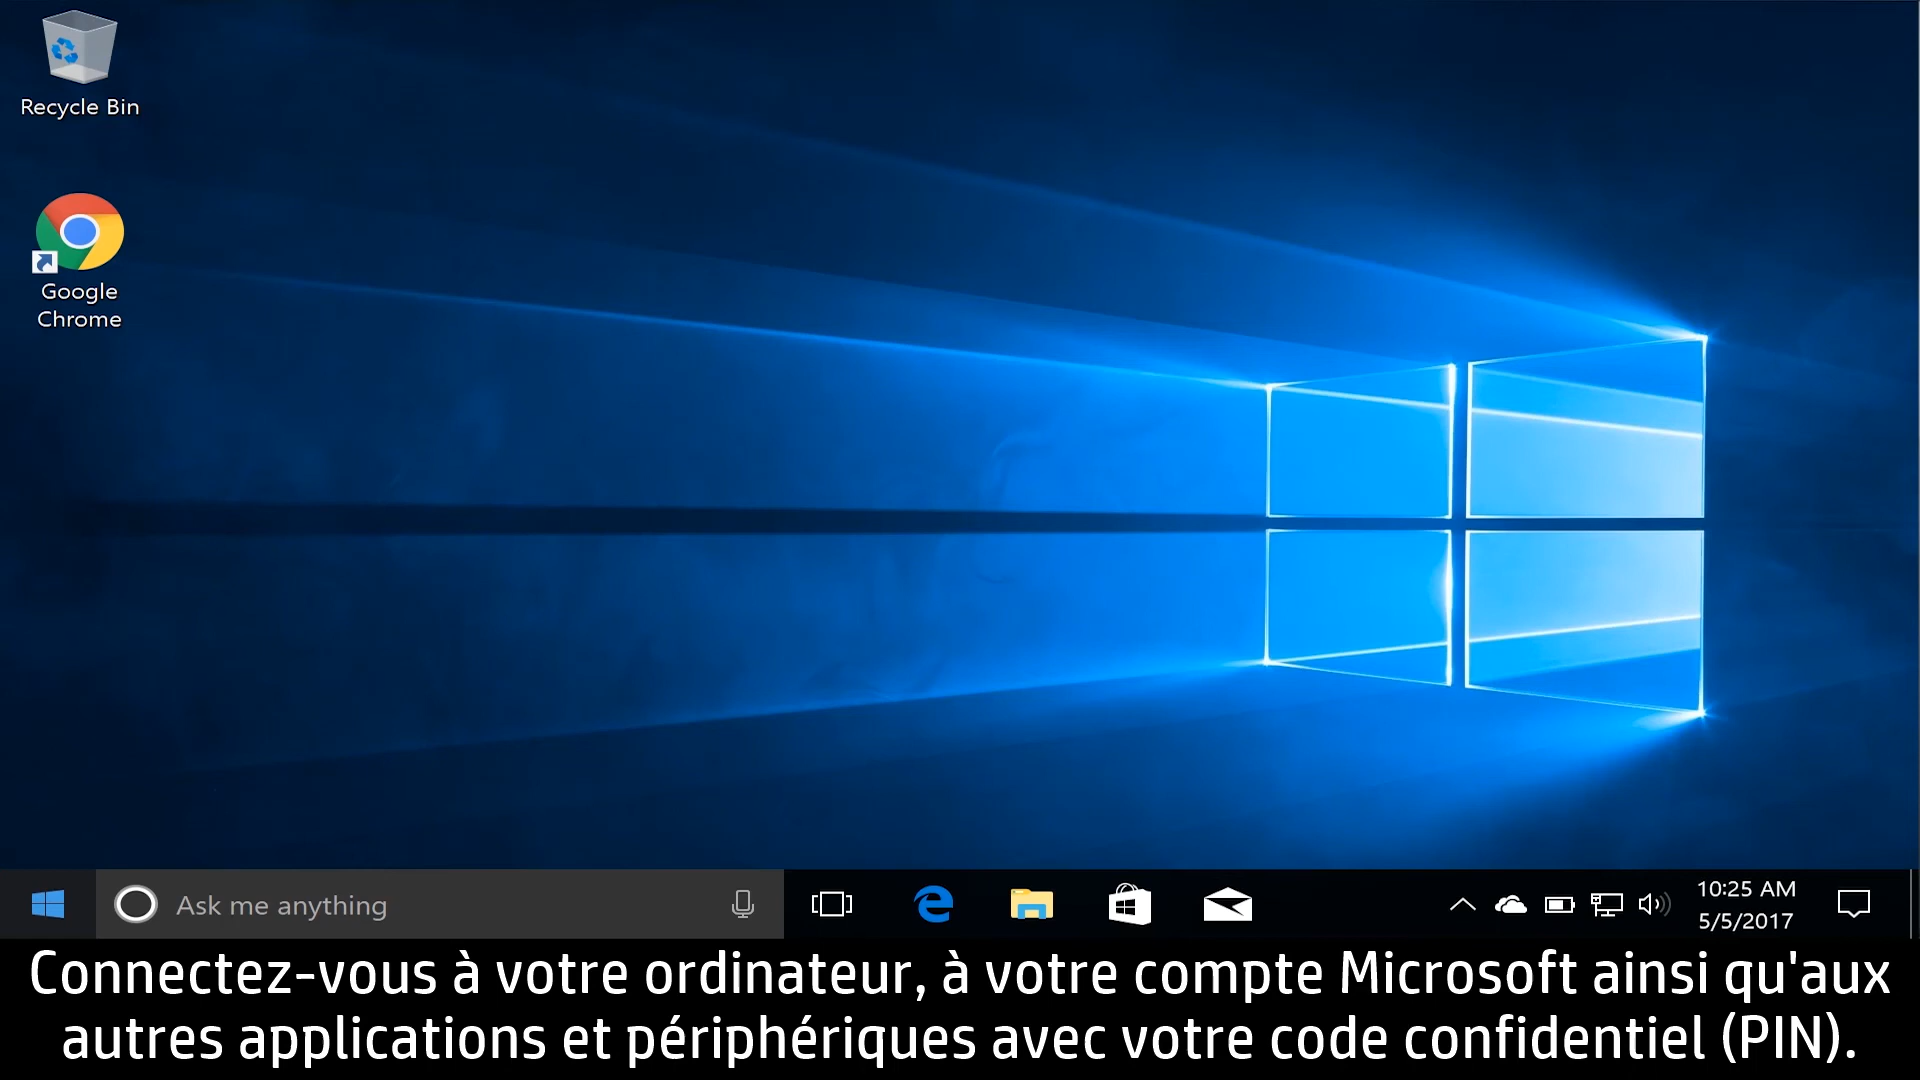 Recycle Bin
Google
Chrome
Ask me anything
10:25 AM
5/5/2017
Connectez-vous à votre ordinateur, à votre compte Microsoft ainsi qu'aux
autres applications et périphériques avec votre code confidentiel (PIN).